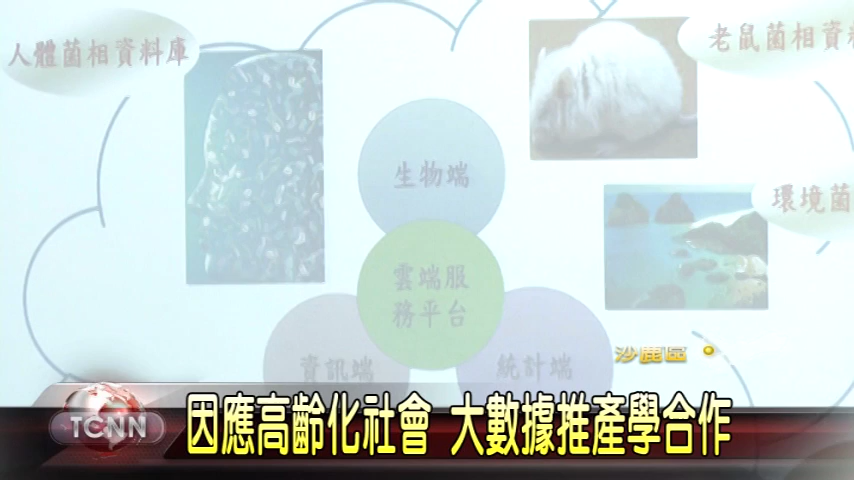 人體菌相資料庫
老鼠菌相資料
生物端
環境菌
雲端服
務平台
資訊端
統計端
沙鹿區
TCNN
因應高齡化社會 大數據推產學合作